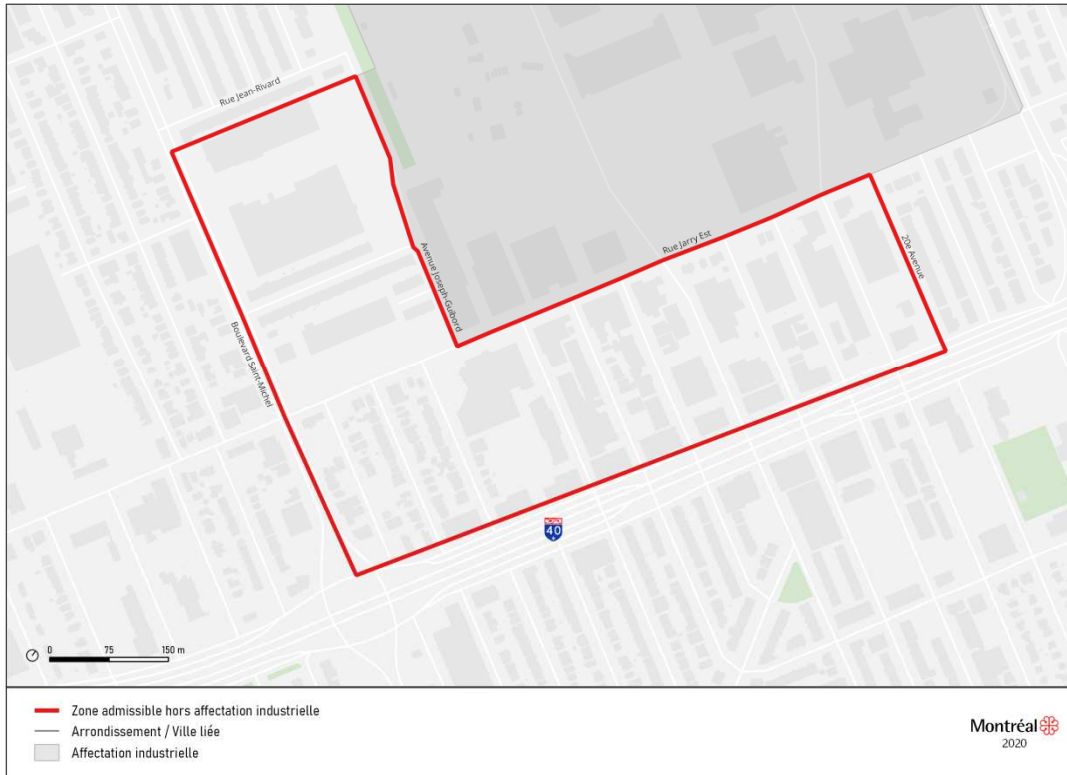 Rue Jean-Rivard
Rue Jarry Est
20e Avenue
Avenue Joseph-Guibord
Boulevard Saint-Michel
40
0 75 150 m
Zone admissible hors affectation industrielle
Arrondissement / Ville liée
Affectation industrielle
Montréal
2020